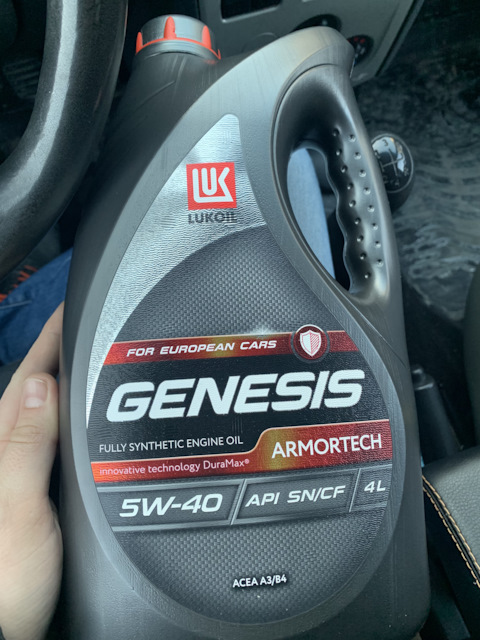 LUK
LUKOIL
FOR EUROPEAN CARS
GENESIS
FULLY SYNTHETIC ENGINE OIL
ARMORTECH
innovative technology DuraMax®
5W-40 API SN/CF 4L
ACEA A3/B4